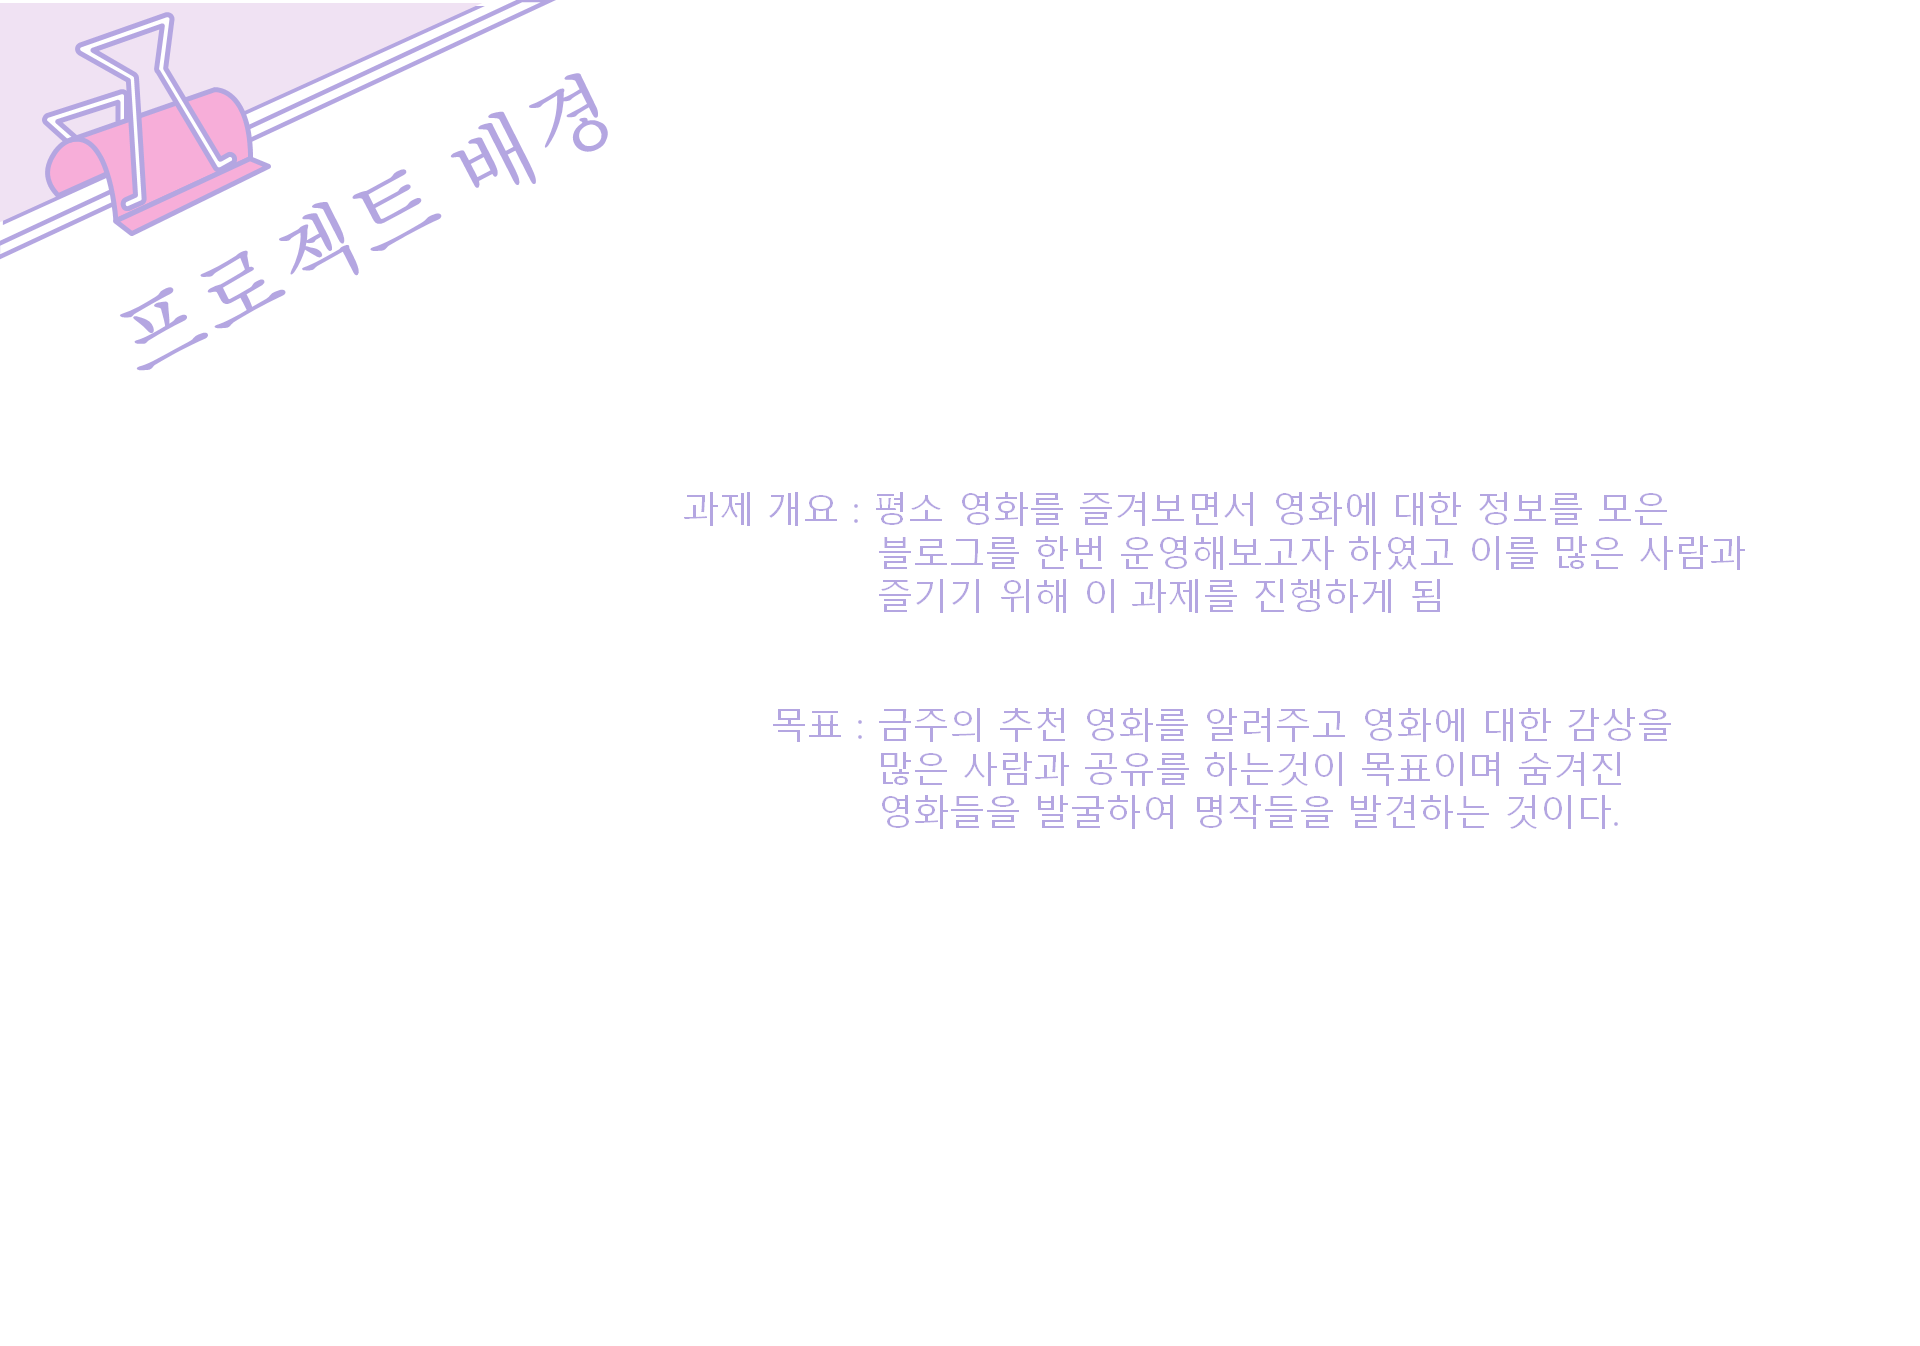 프로젝트 배경
과제 개요 : 평소 영화를 즐겨보면서 영화에 대한 정보를 모은
블로그를 한번 운영해보고자 하였고 이를 많은 사람과
즐기기 위해 이 과제를 진행하게 됨
목표 : 금주의 추천 영화를 알려주고 영화에 대한 감상을
많은 사람과 공유를 하는것이 목표이며 숨겨진
영화들을 발굴하여 명작들을 발견하는 것이다.